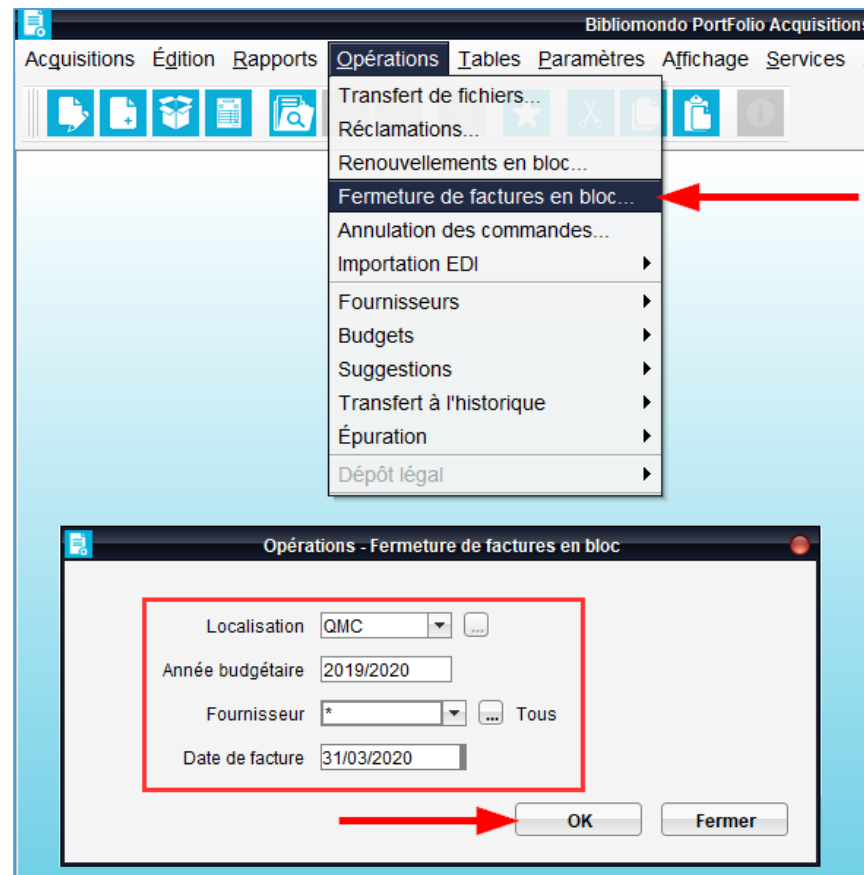 Bibliomondo PortFolio Acquisitions
Acquisitions Édition Rapports Opérations Tables Paramètres Affichage Services
Transfert de fichiers...
Réclamations...
Renouvellements en bloc...
Fermeture de factures en bloc...
Annulation des commandes...
Importation EDI
Fournisseurs
Budgets
Suggestions
Transfert à l'historique
Épuration
Dépôt légal
Opérations - Fermeture de factures en bloc
Localisation QMC ...
Année budgétaire 2019/2020
Fournisseur * ... Tous
Date de facture 31/03/2020
OK Fermer